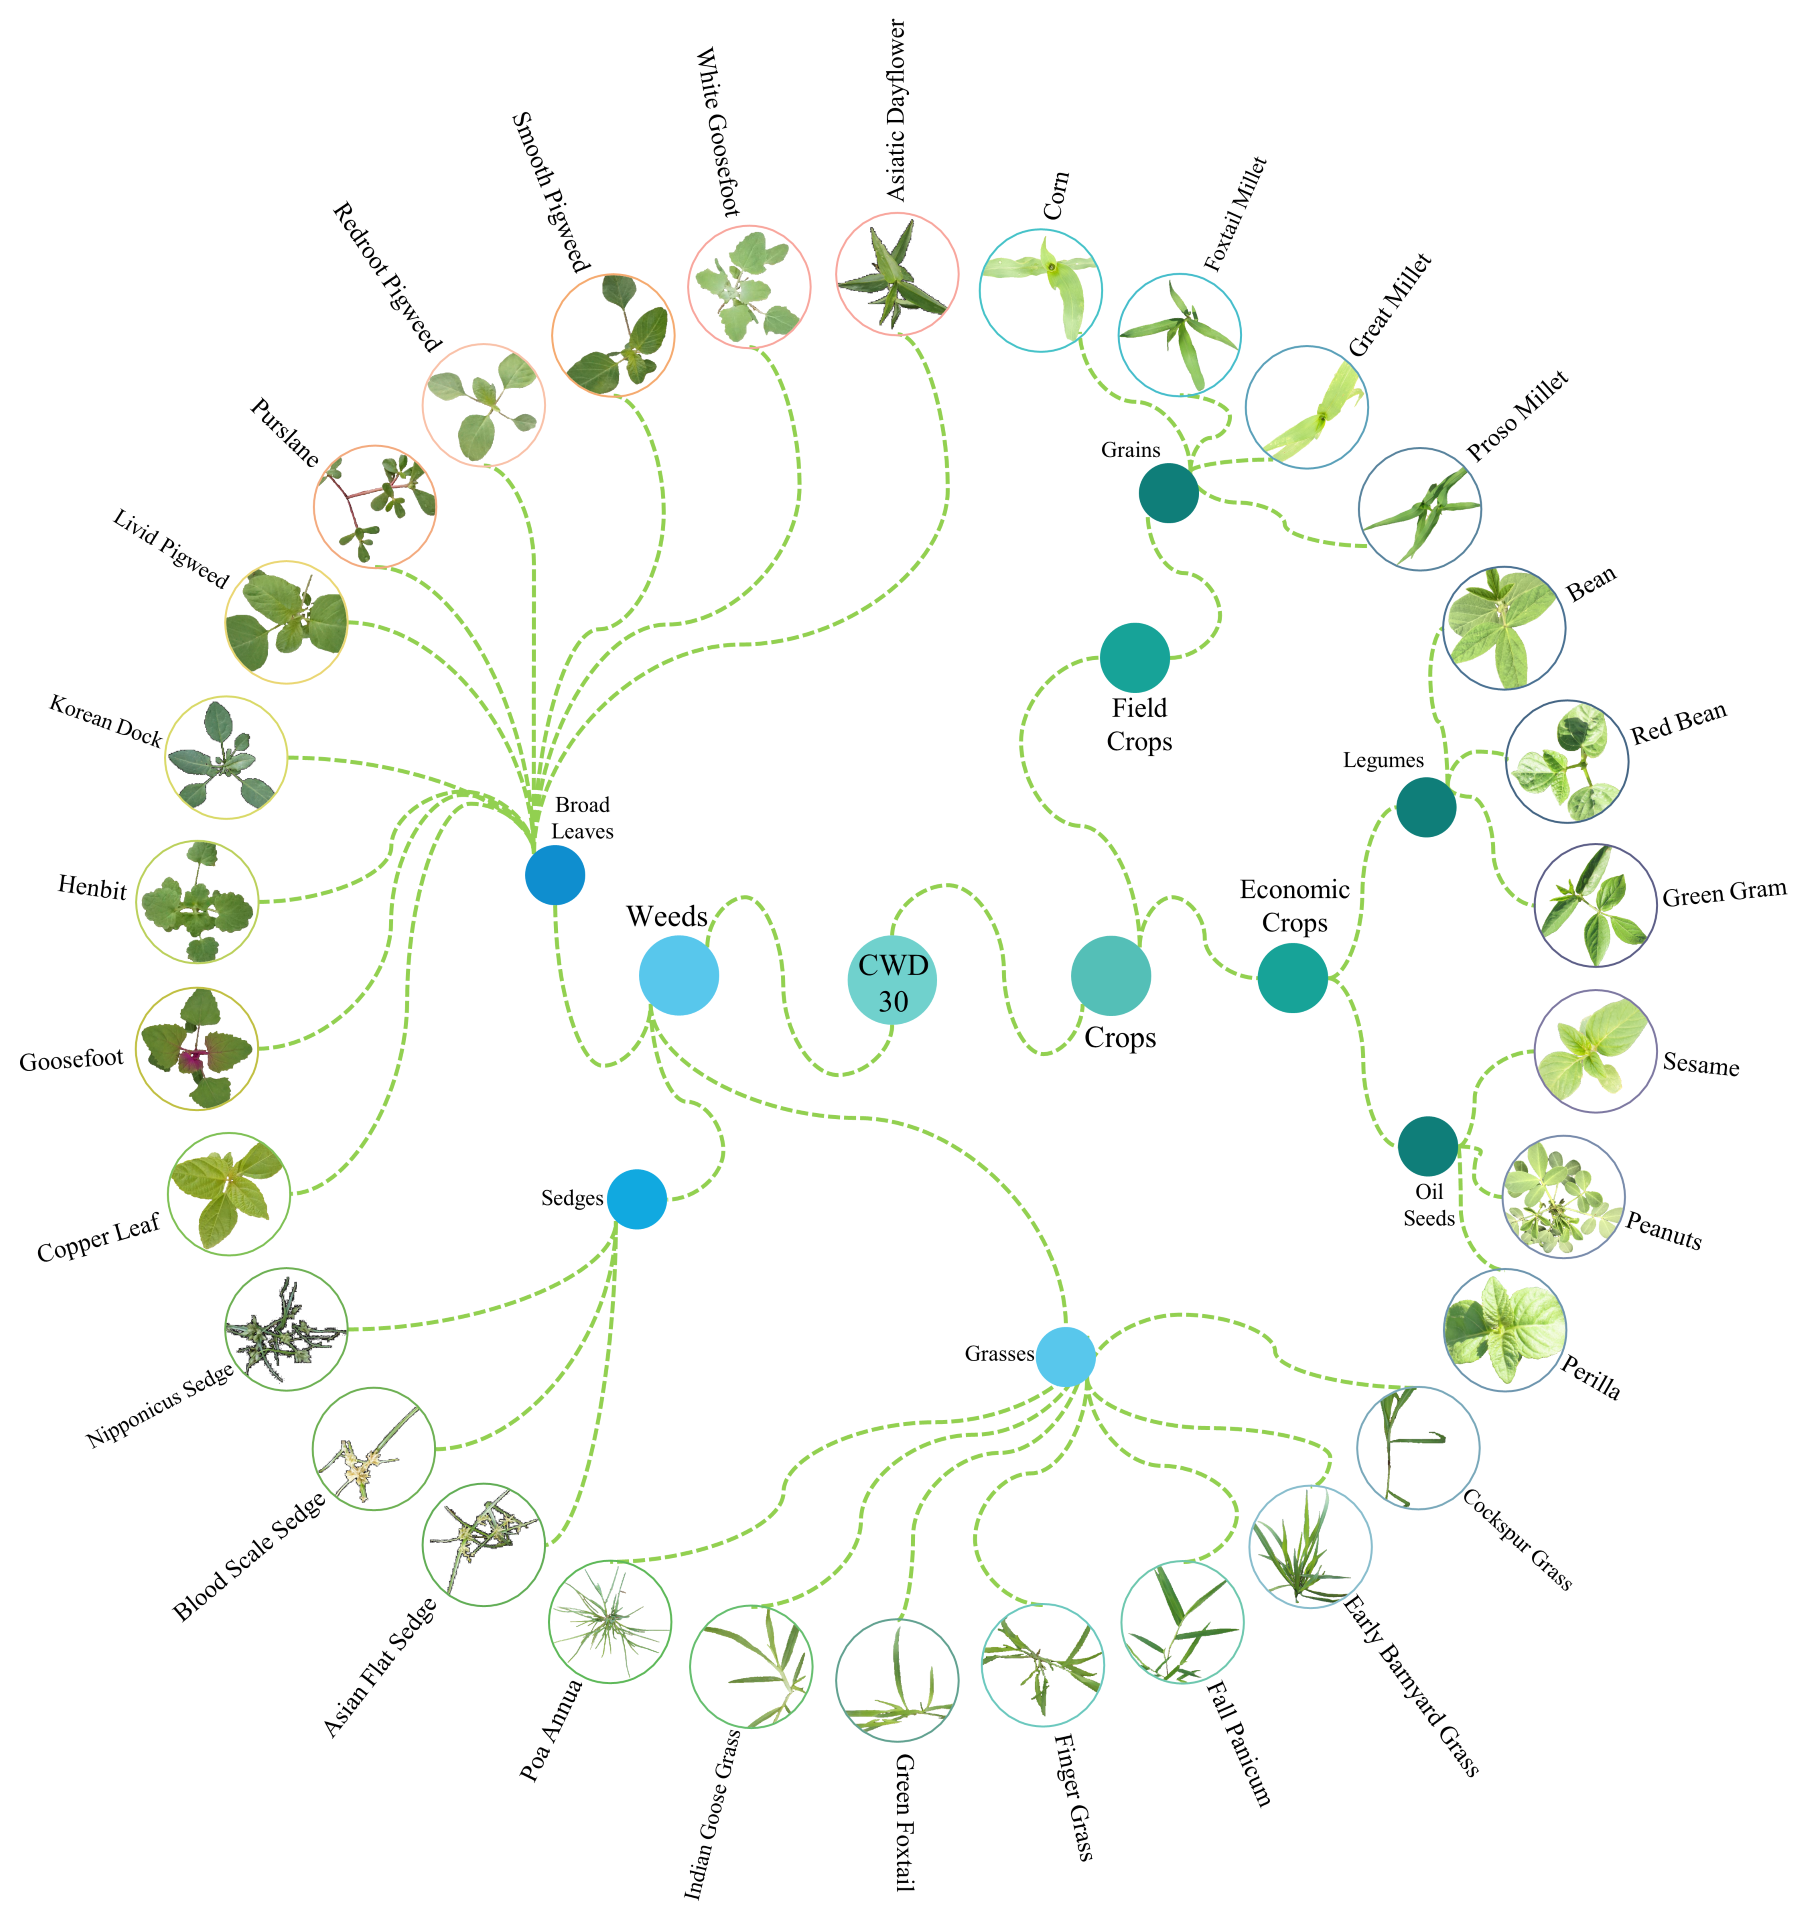 Asiatic Dayflower
White Goosefoot
Smooth Pigweed
Redroot Pigweed
Purslane
Livid Pigweed
Korean Dock
Henbit
Goosefoot
Copper Leaf
Nipponicus Sedge
Blood Scale Sedge
Asian Flat Sedge
Poa Annua
Indian Goose Grass
Green Foxtail
Finger Grass
Fall Panicum
Early Barnyard Grass
Cockspur Grass
Perilla
Peanuts
Sesame
Green Gram
Red Bean
Bean
Proso Millet
Great Millet
Foxtail Millet
Corn
Grains
Field
Crops
Legumes
Economic
Crops
Oil
Seeds
Crops
CWD
30
Weeds
Broad
Leaves
Sedges
Grasses